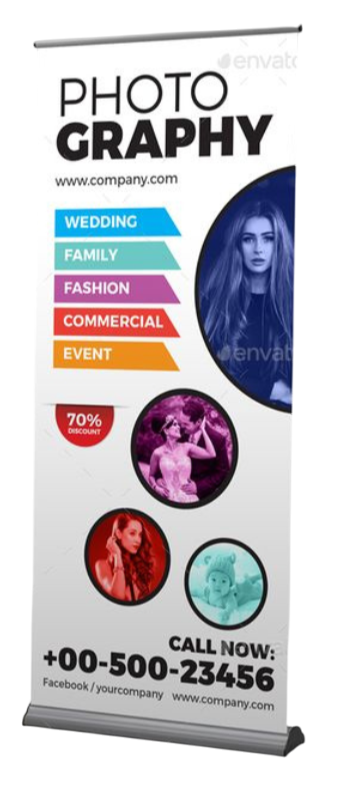 envato
PHOTO
GRAPHY
www.company.com
WEDDING
FAMILY
FASHION
COMMERCIAL
EVENT
envato
70%
DISCOUNT
CALL NOW:
+00-500-23456
Facebook / yourcompany www.company.com